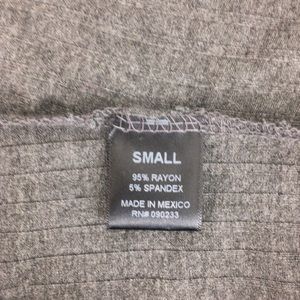 SMALL
95% RAYON
5% SPANDEX
MADE IN MEXICO
RN# 090233